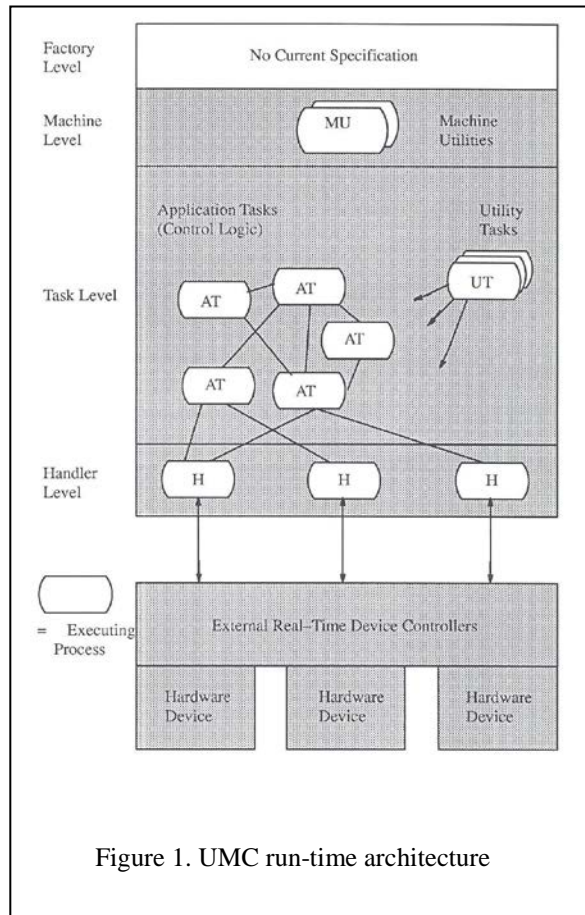 Factory
Level
No Current Specification
Machine
Level
MU
Machine
Utilities
Application Tasks
(Control Logic)
Utility
Tasks
Task Level
AT
AT
UT
AT
AT
AT
Handler
Level
H
H
H
= Executing
Process
External Real-Time Device Controllers
Hardware
Device
Hardware
Device
Hardware
Device
Figure 1. UMC run-time architecture